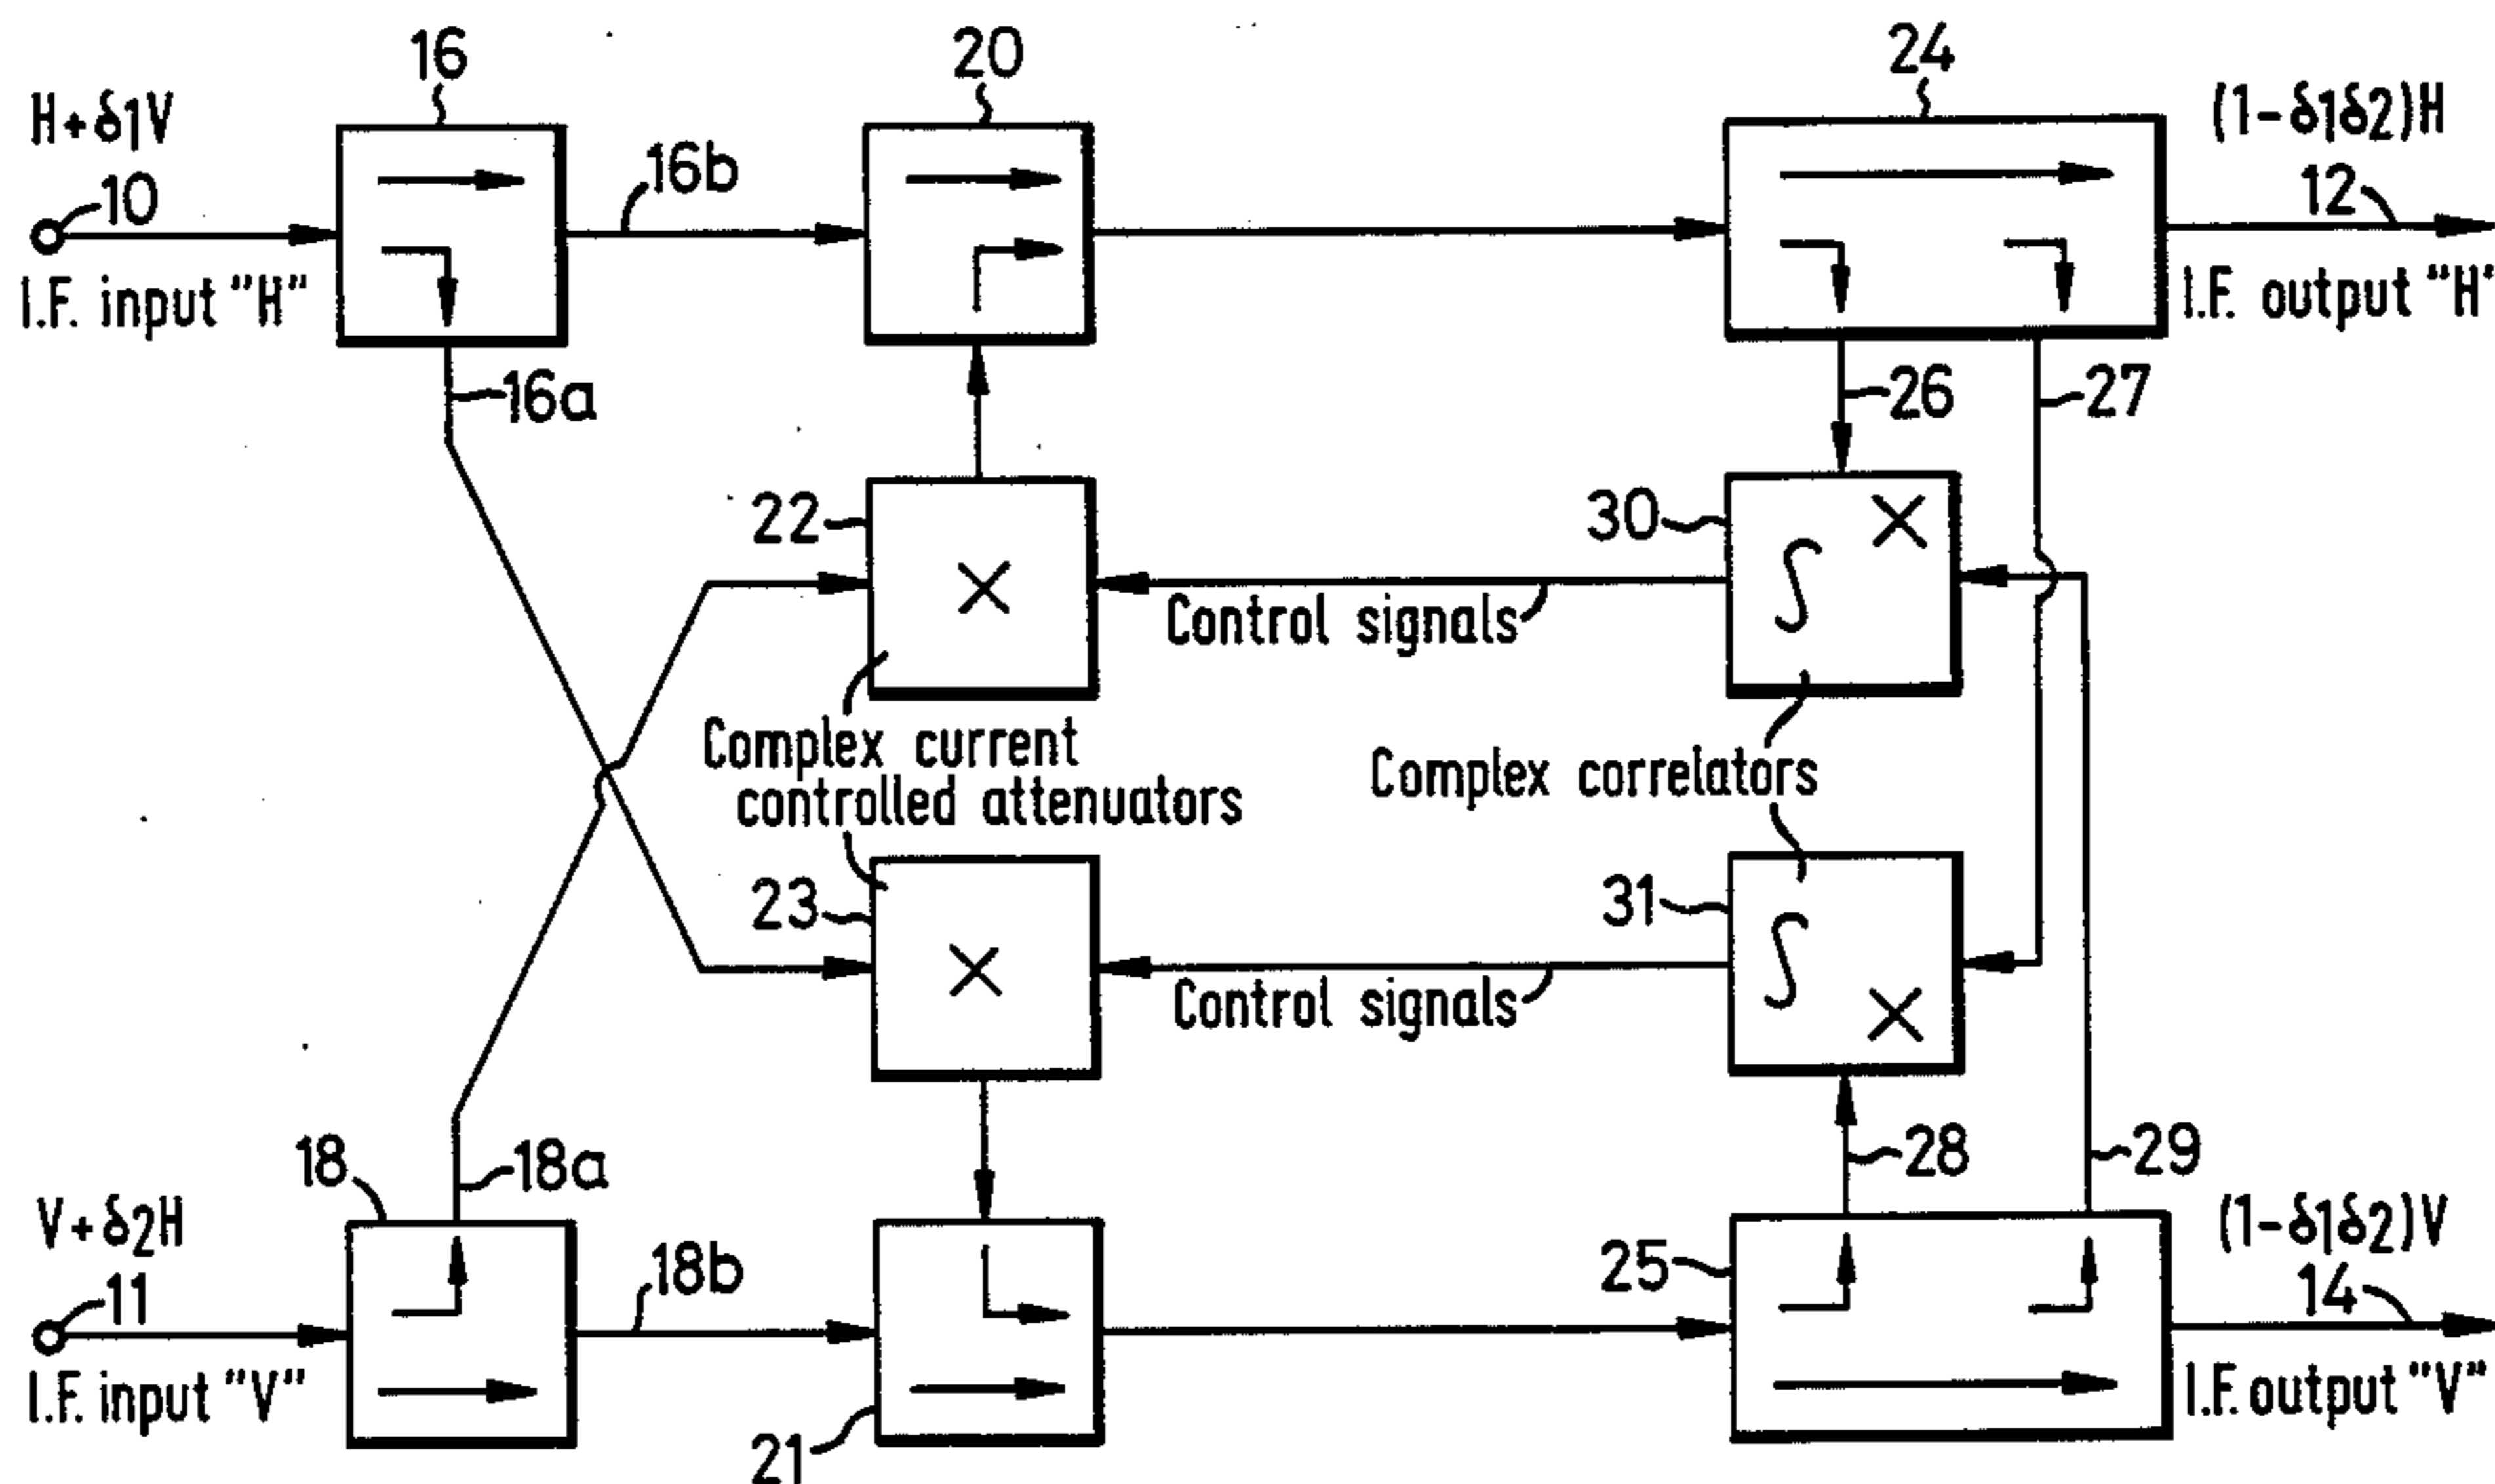 16
20
24
H+δ1V
(1-δ1δ2)H
10
16b
12
I.F. input "H"
I.F. output "H'
16a
26
27
22
30
Control signals
Complex current
controlled attenuators
Complex correlators
23
31
Control signals
18
18a
28
29
V+δ2H
(1-δ1δ2)V
11
18b
25
14
I.F. input "V"
I.F. output "V"
21